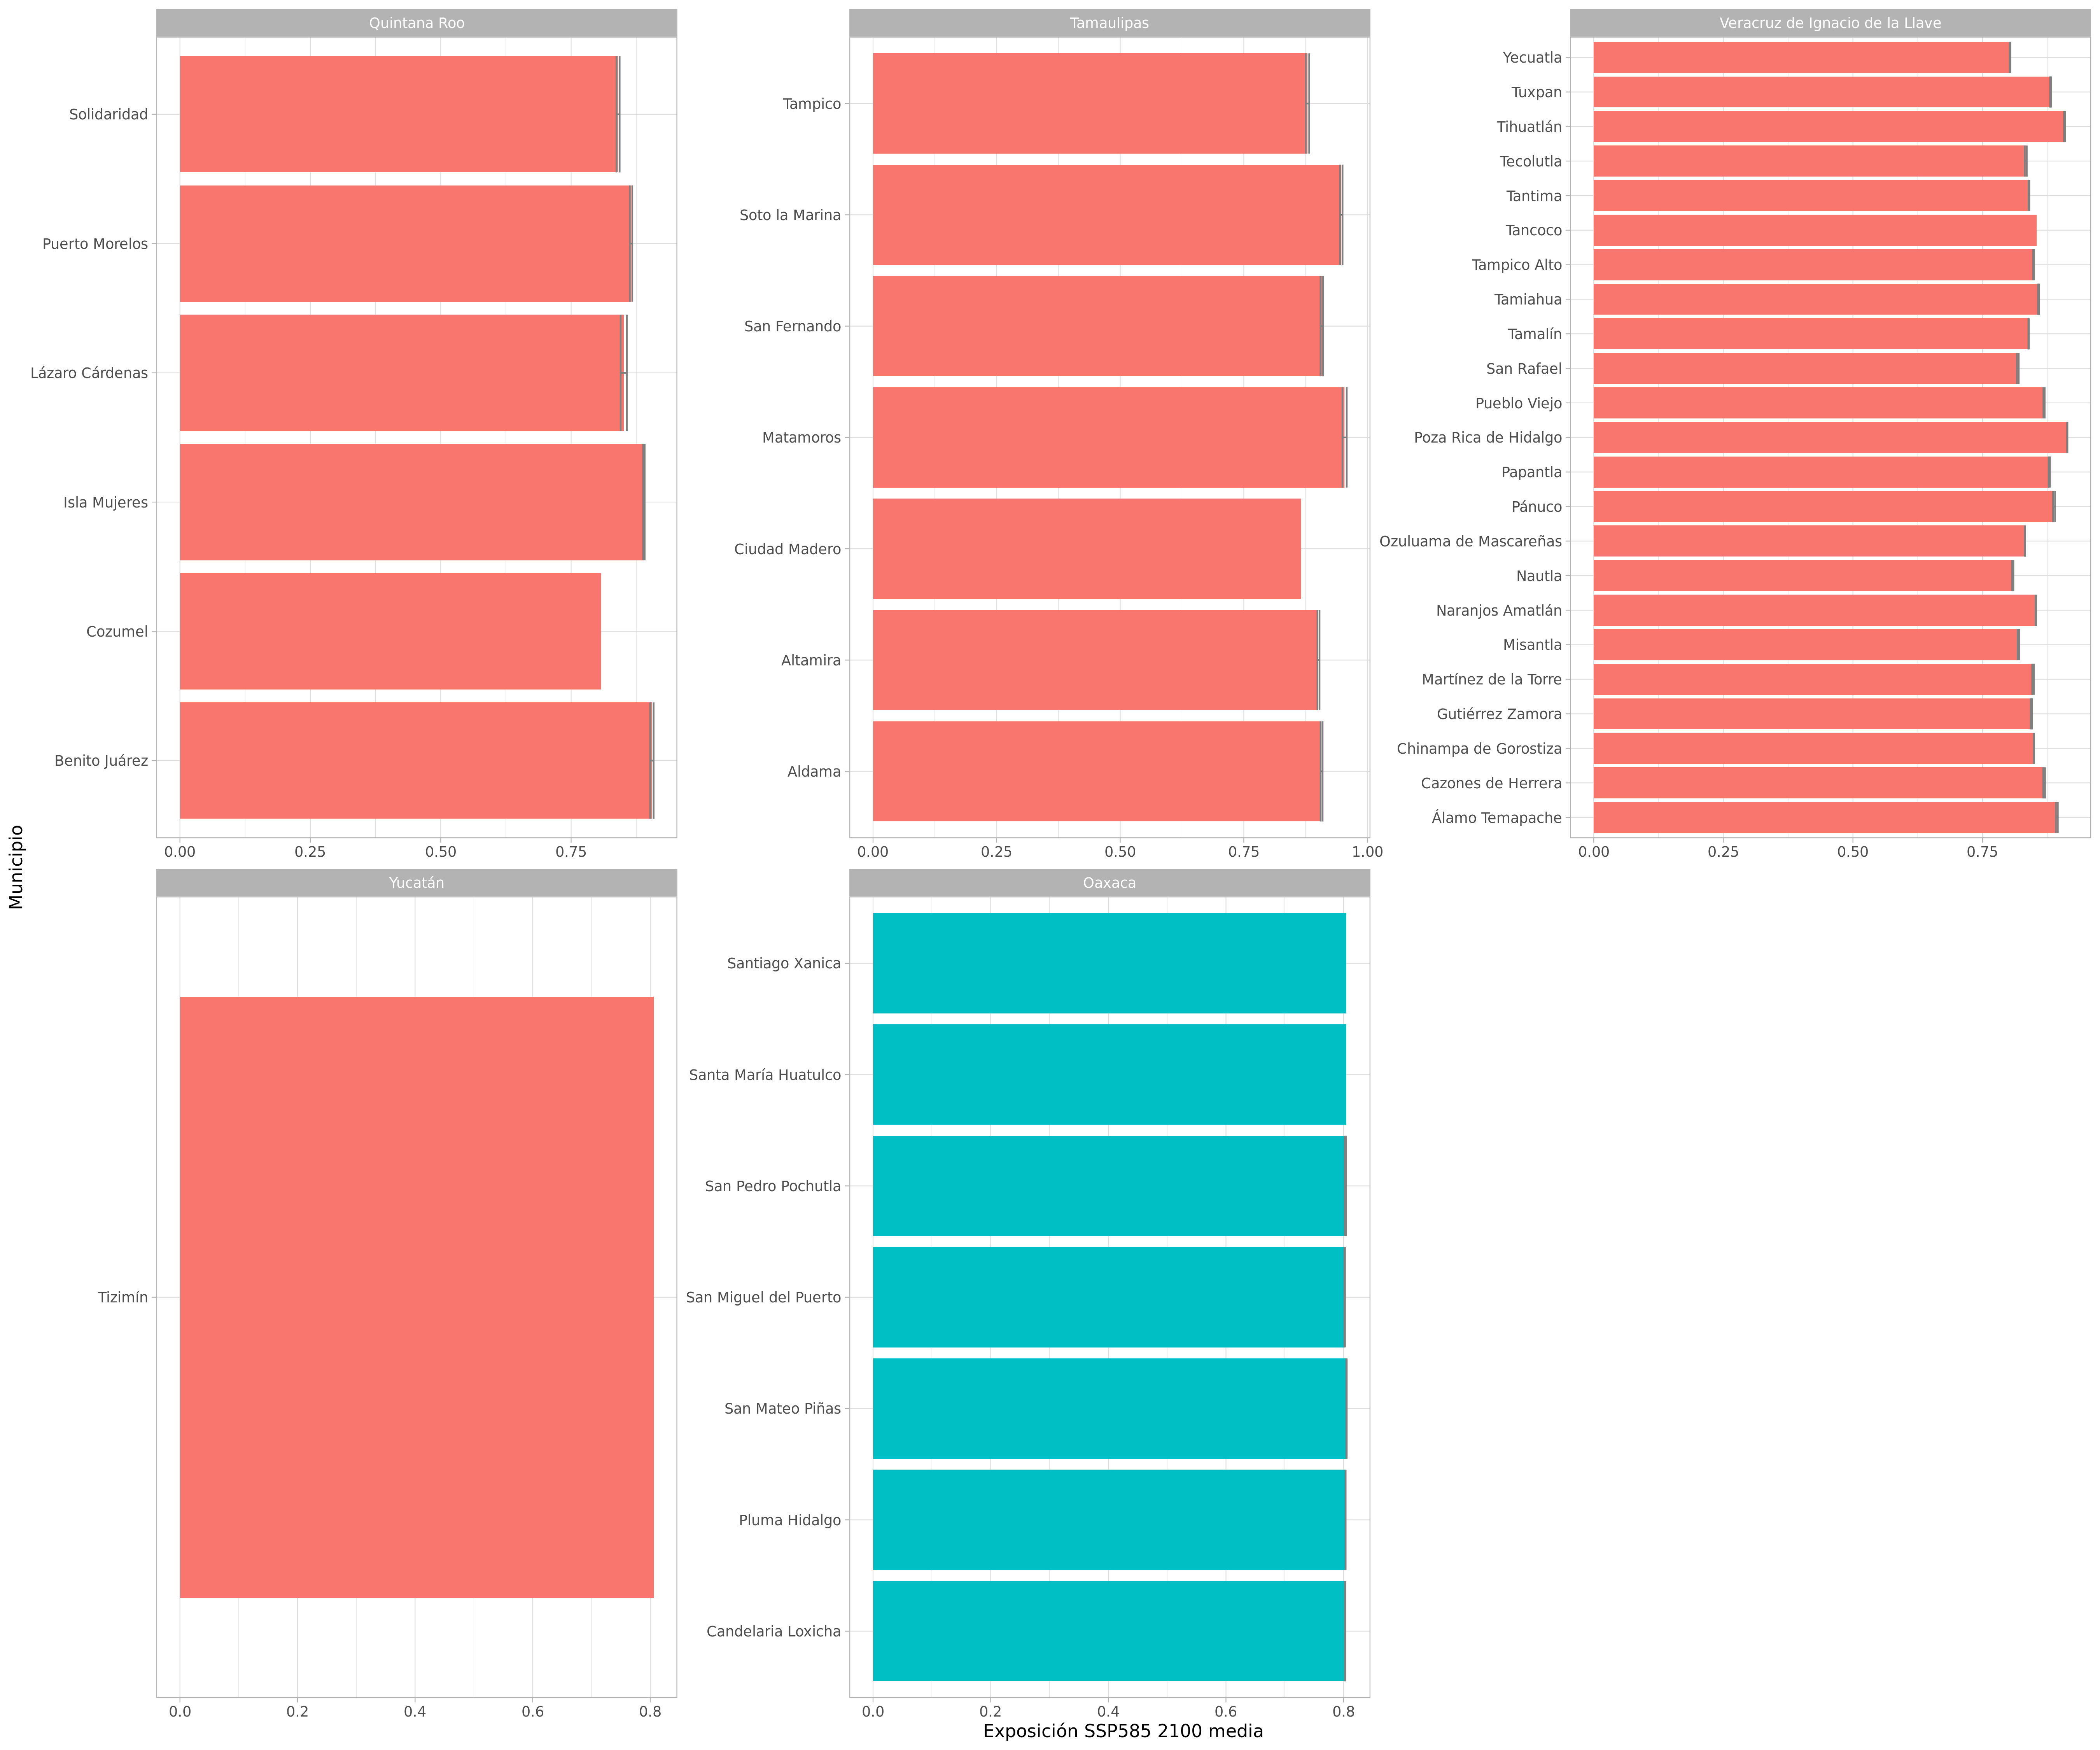 Quintana Roo
Solidaridad
Puerto Morelos
Lázaro Cárdenas
Isla Mujeres
Cozumel
Benito Juárez
0.00 0.25 0.50 0.75
Tamaulipas
Tampico
Soto la Marina
San Fernando
Matamoros
Ciudad Madero
Altamira
Aldama
0.00 0.25 0.50 0.75 1.00
Veracruz de Ignacio de la Llave
Yecuatla
Tuxpan
Tihuatlán
Tecolutla
Tantima
Tancoco
Tampico Alto
Tamiahua
Tamalín
San Rafael
Pueblo Viejo
Poza Rica de Hidalgo
Papantla
Pánuco
Ozuluama de Mascareñas
Nautla
Naranjos Amatlán
Misantla
Martínez de la Torre
Gutiérrez Zamora
Chinampa de Gorostiza
Cazones de Herrera
Álamo Temapache
0.00 0.25 0.50 0.75
Municipio
Yucatán
Tizimín
0.0 0.2 0.4 0.6 0.8
Oaxaca
Santiago Xanica
Santa María Huatulco
San Pedro Pochutla
San Miguel del Puerto
San Mateo Piñas
Pluma Hidalgo
Candelaria Loxicha
0.0 0.2 0.4 0.6 0.8
Exposición SSP585 2100 media